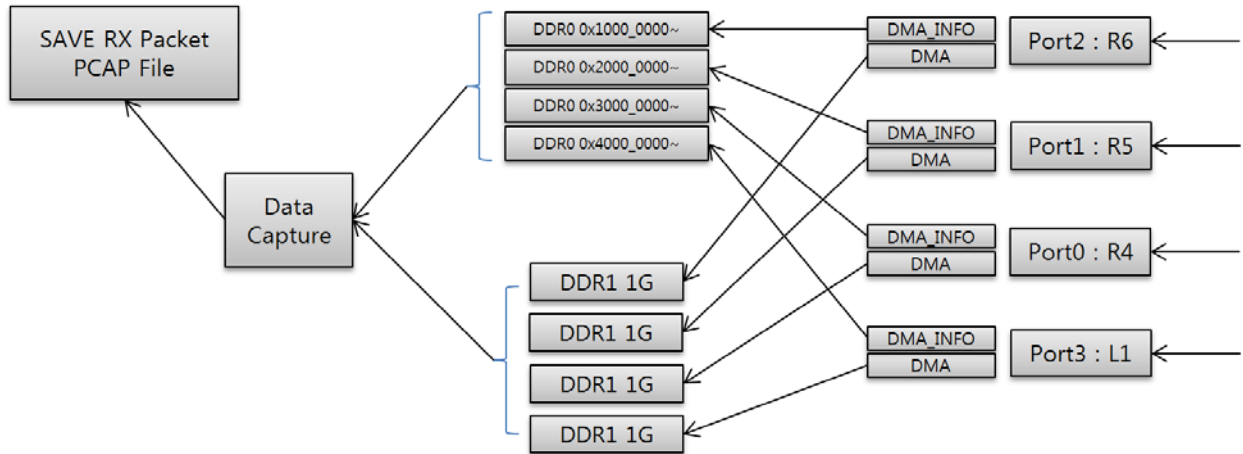 SAVE RX Packet
PCAP File
Data
Capture
DDR0 0x1000_0000~
DDR0 0x2000_0000~
DDR0 0x3000_0000~
DDR0 0x4000_0000~
DDR1 1G
DDR1 1G
DDR1 1G
DDR1 1G
DMA_INFO
DMA
Port2 : R6
DMA_INFO
DMA
Port1 : R5
DMA_INFO
DMA
Port0 : R4
DMA_INFO
DMA
Port3 : L1